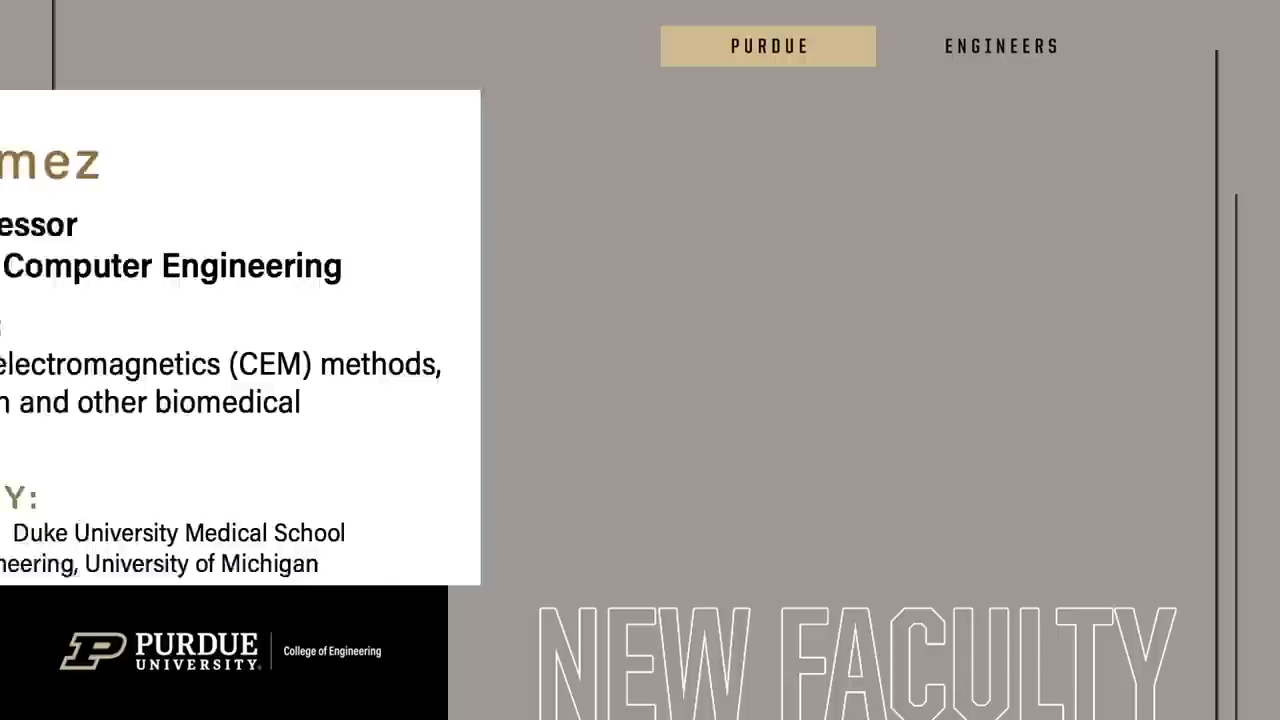 PURDUE ENGINEERS
mez
essor
Computer Engineering
:
electromagnetics (CEM) methods,
n and other biomedical
Y:
Duke University Medical School
neering, University of Michigan
PURDUE
UNIVERSITY
College of Engineering
NEW FACULTY